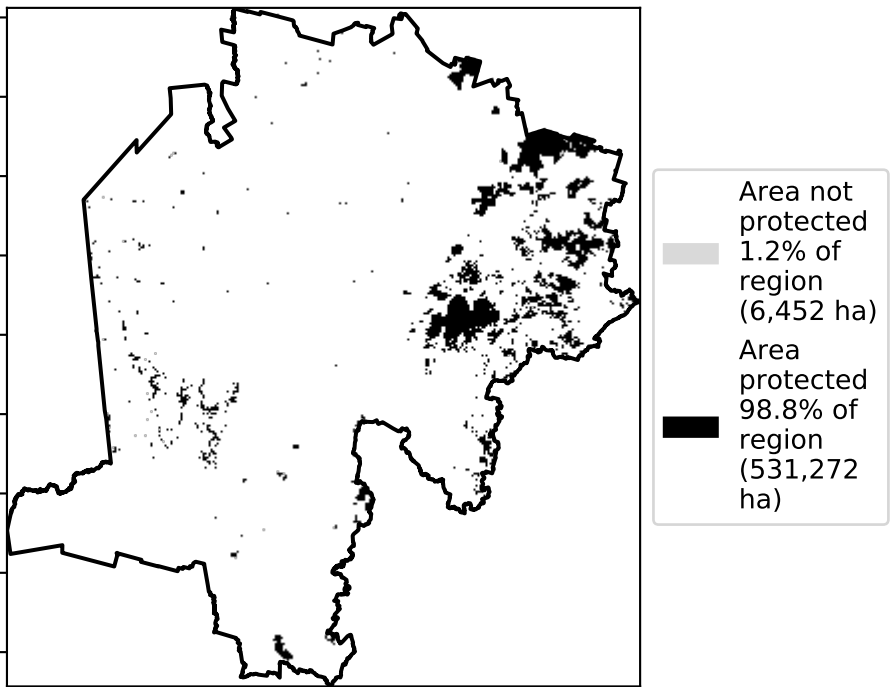 Area not
protected
1.2% of
region
(6,452 ha)
Area
protected
98.8% of
region
(531,272
ha)